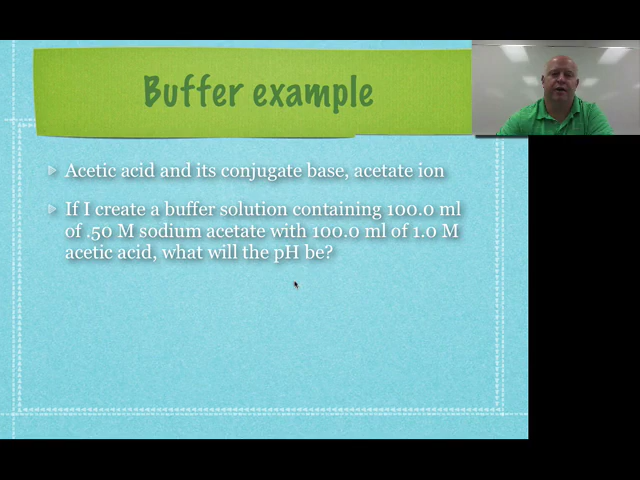 Buffer example
Acetic acid and its conjugate base, acetate ion
If I create a buffer solution containing 100.0 ml
of .50 M sodium acetate with 100.0 ml of 1.0 M
acetic acid, what will the pH be?